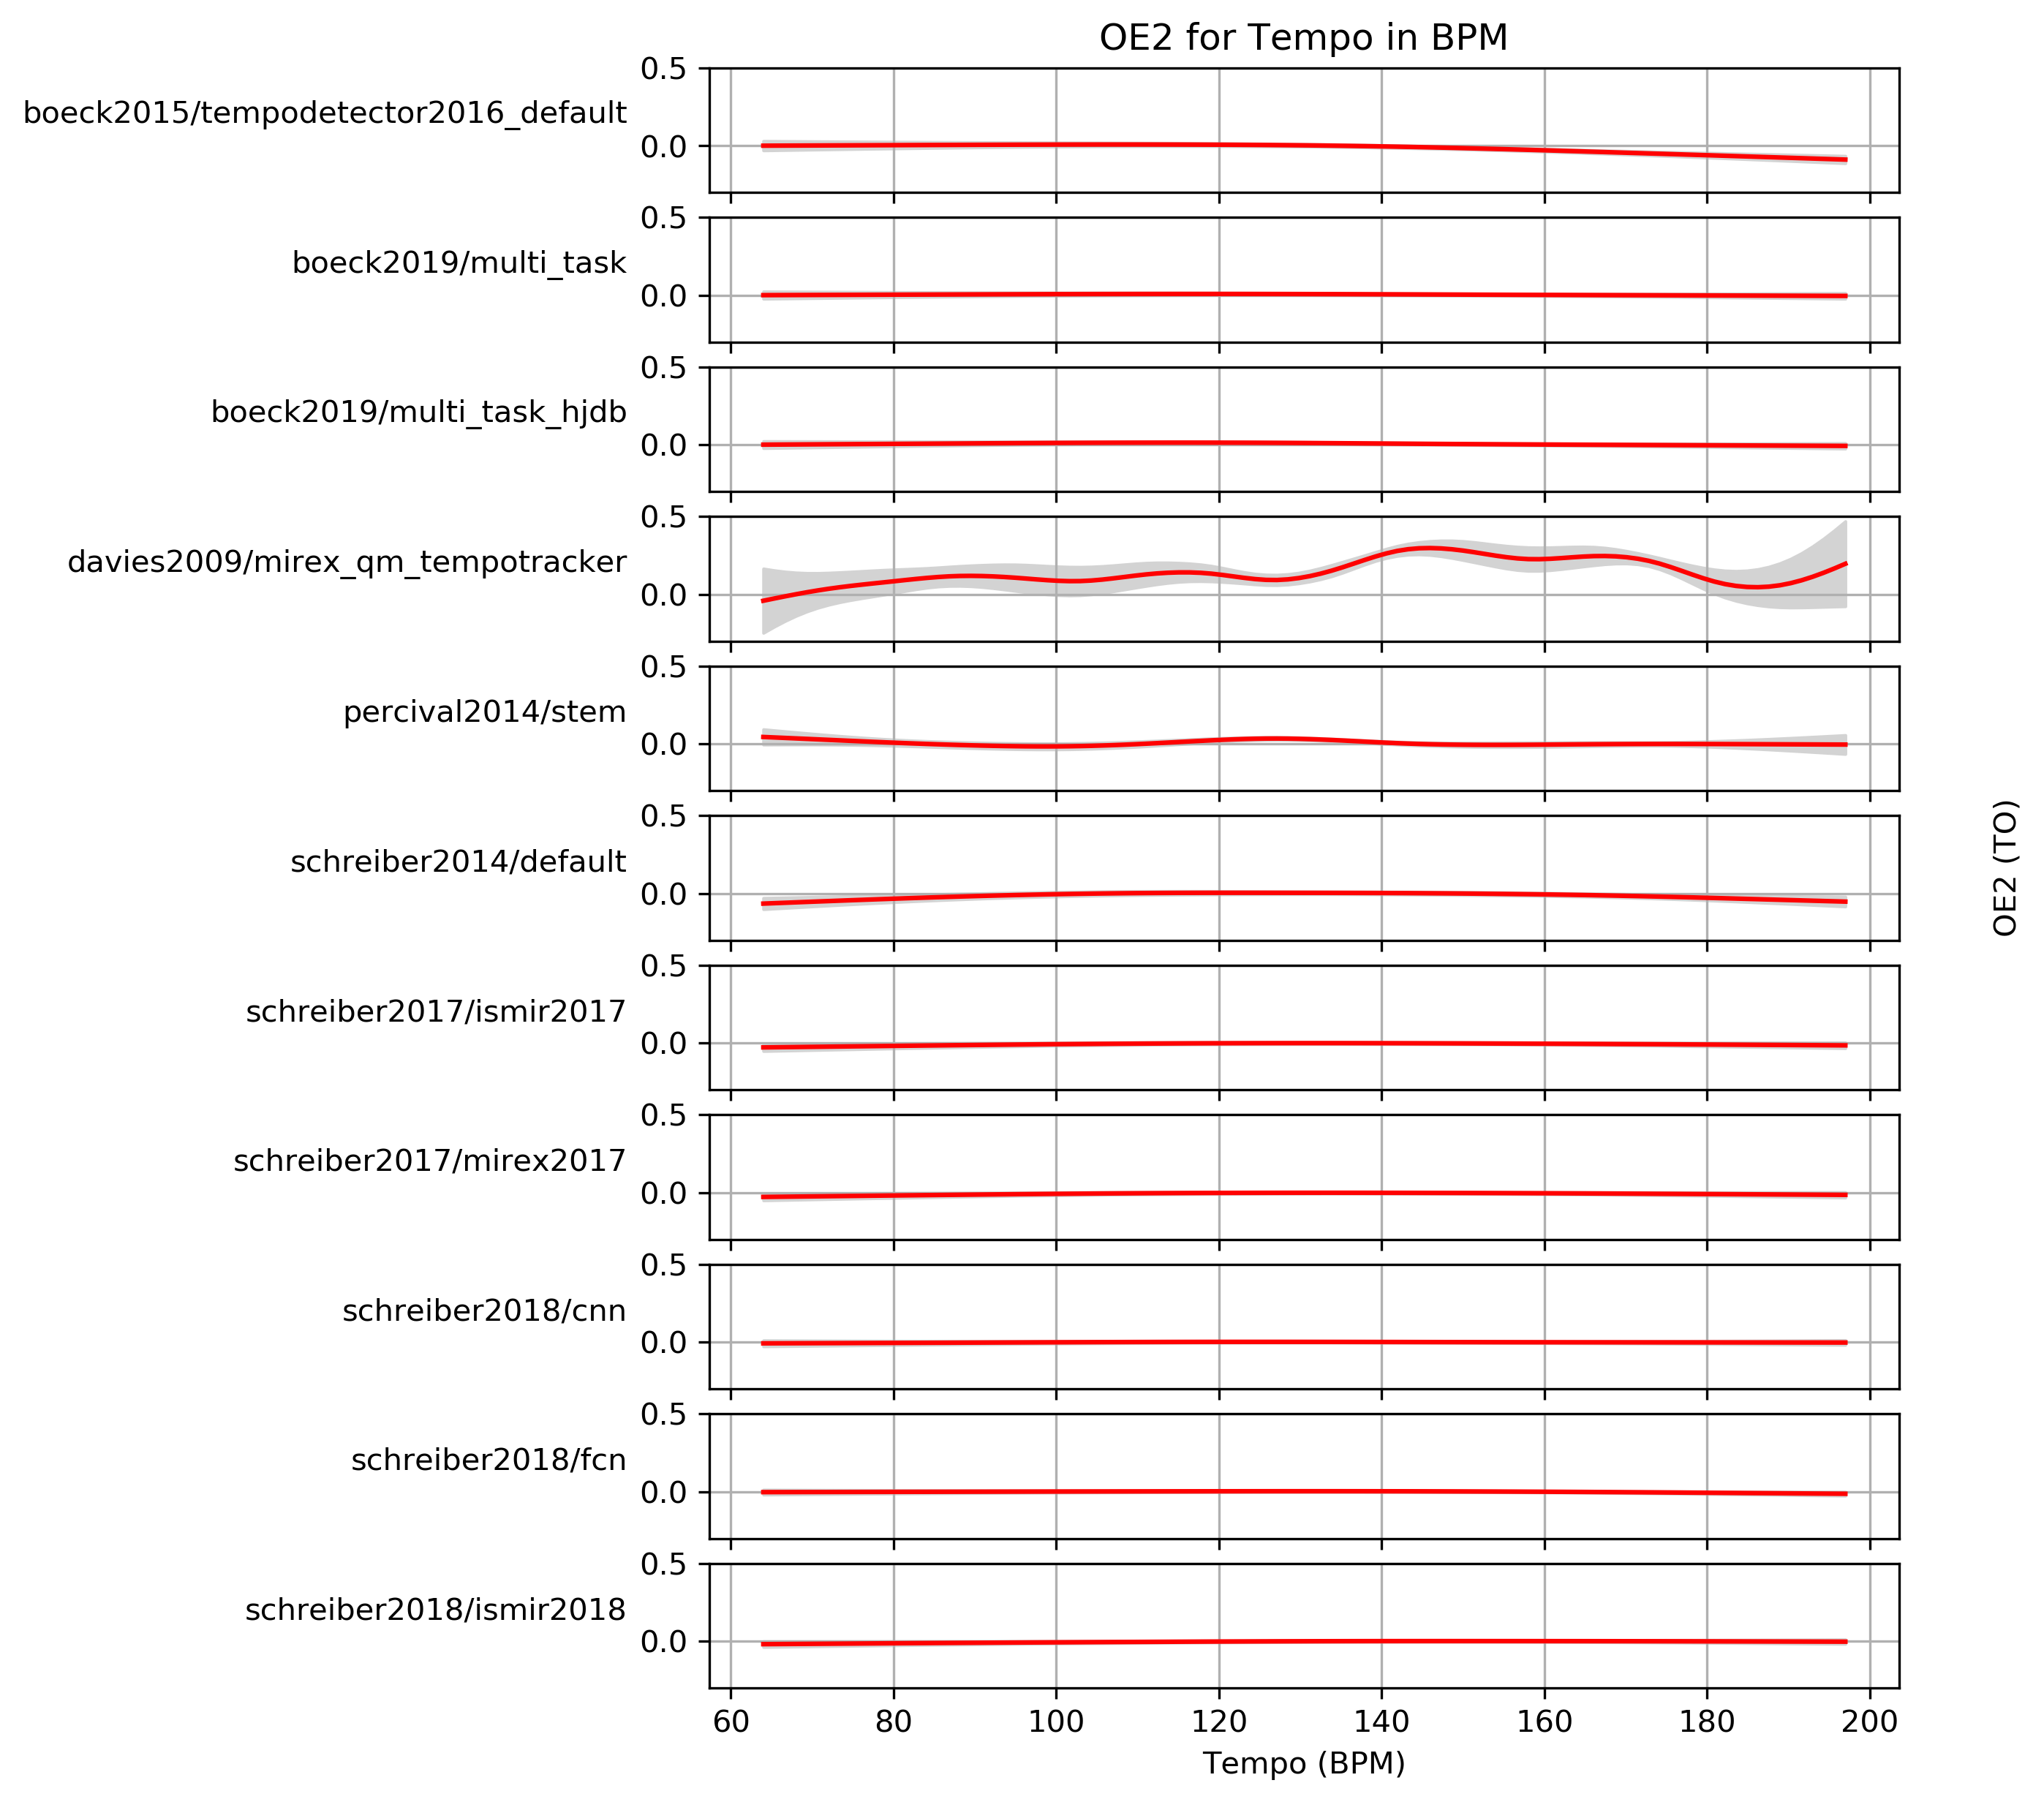 OE2 for Tempo in BPM
boeck2015/tempodetector2016_default
0.5
0.0
boeck2019/multi_task
0.5
0.0
boeck2019/multi_task_hjdb
0.5
0.0
davies2009/mirex_qm_tempotracker
0.5
0.0
percival2014/stem
0.5
0.0
schreiber2014/default
0.5
0.0
schreiber2017/ismir2017
0.5
0.0
schreiber2017/mirex2017
0.5
0.0
schreiber2018/cnn
0.5
0.0
schreiber2018/fcn
0.5
0.0
schreiber2018/ismir2018
0.5
0.0
60 80 100 120 140 160 180 200
Tempo (BPM)
OE2 (TO)